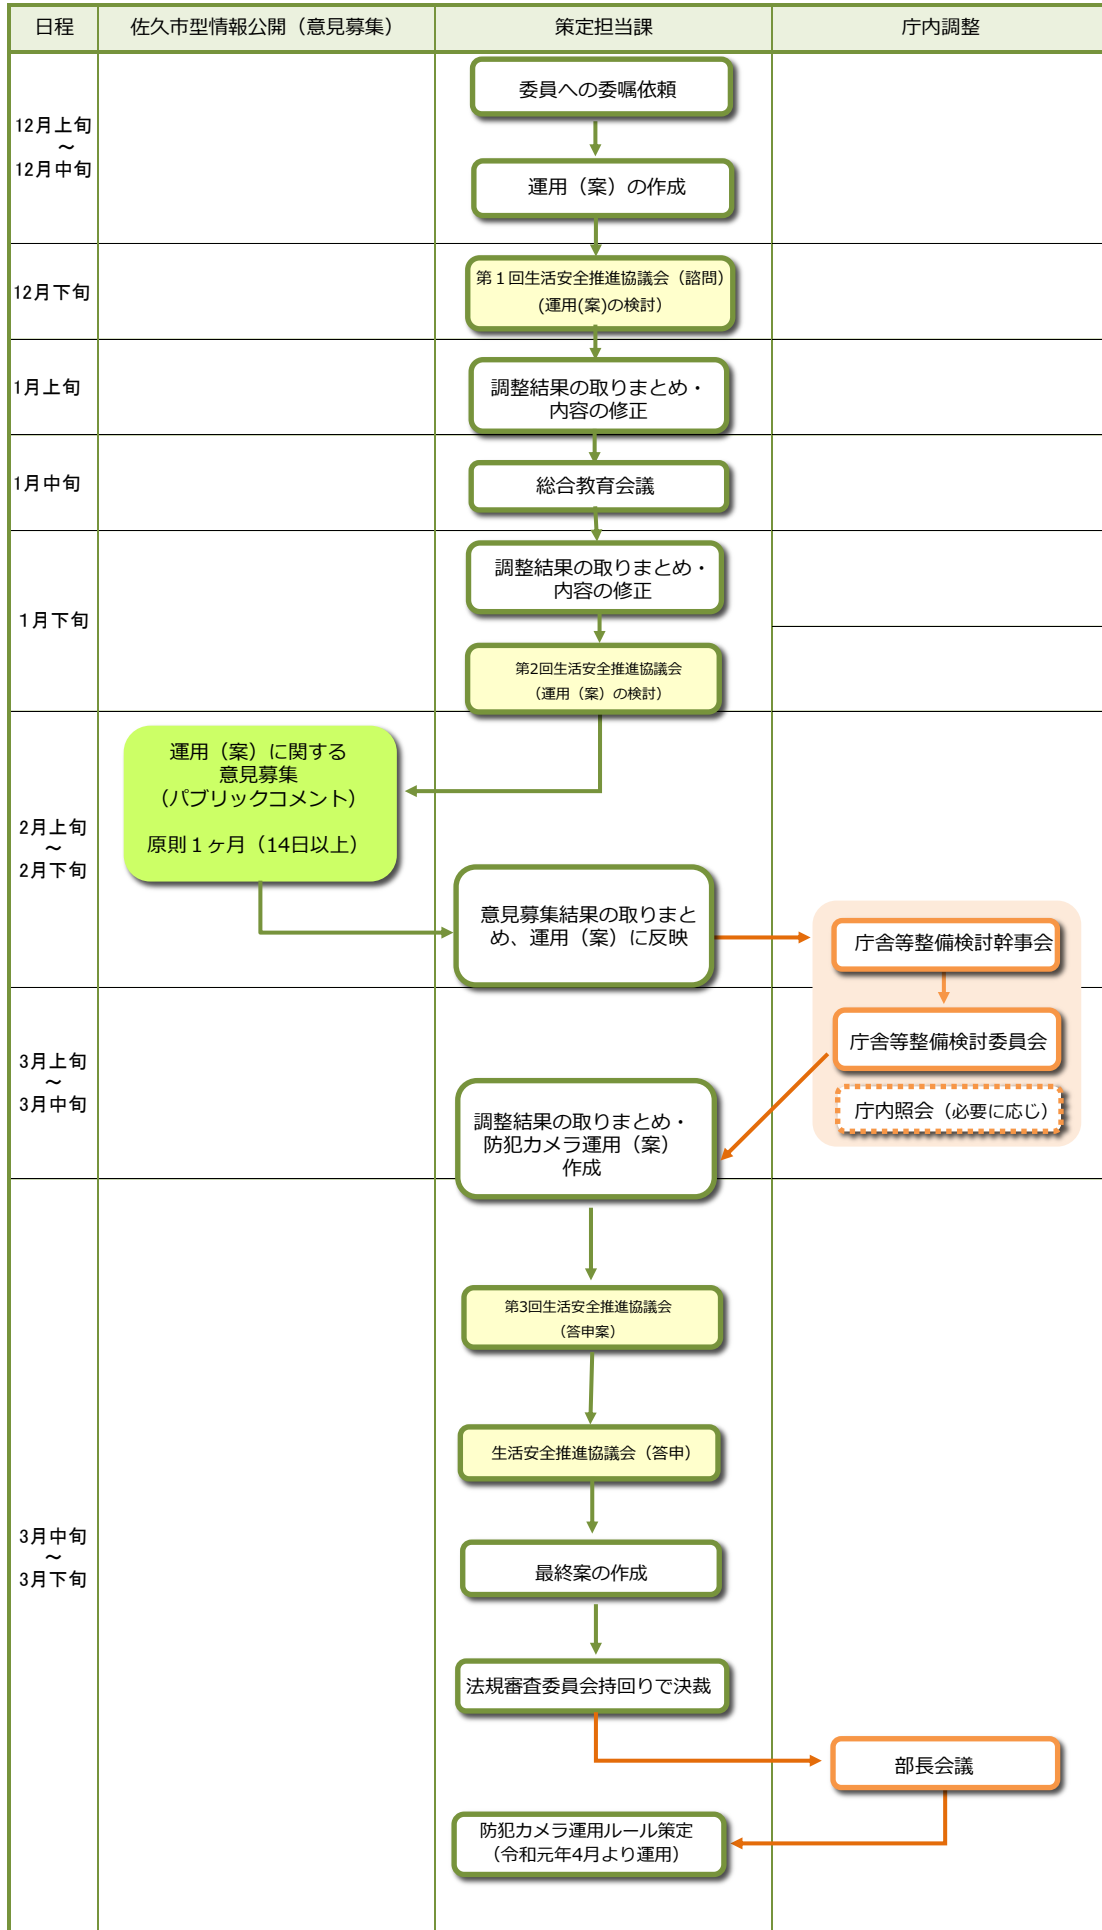 日程
佐久市型情報公開（意見募集）
策定担当課
庁内調整
12月上旬
～
12月中旬
委員への委嘱依頼
運用（案）の作成
12月下旬
第１回生活安全推進協議会（諮問）
(運用(案)の検討）
1月上旬
調整結果の取りまとめ・
内容の修正
1月中旬
総合教育会議
１月下旬
調整結果の取りまとめ・
内容の修正
第2回生活安全推進協議会
（運用（案）の検討）
2月上旬
～
2月下旬
運用（案）に関する
意見募集
（パブリックコメント）
原則１ヶ月（14日以上）
意見募集結果の取りまと
め、運用（案）に反映
庁舎等整備検討幹事会
3月上旬
～
3月中旬
庁舎等整備検討委員会
庁内照会（必要に応じ）
調整結果の取りまとめ・
防犯カメラ運用（案）
作成
3月中旬
～
3月下旬
第3回生活安全推進協議会
（答申案）
生活安全推進協議会（答申）
最終案の作成
法規審査委員会持回りで決裁
部長会議
防犯カメラ運用ルール策定
（令和元年4月より運用）